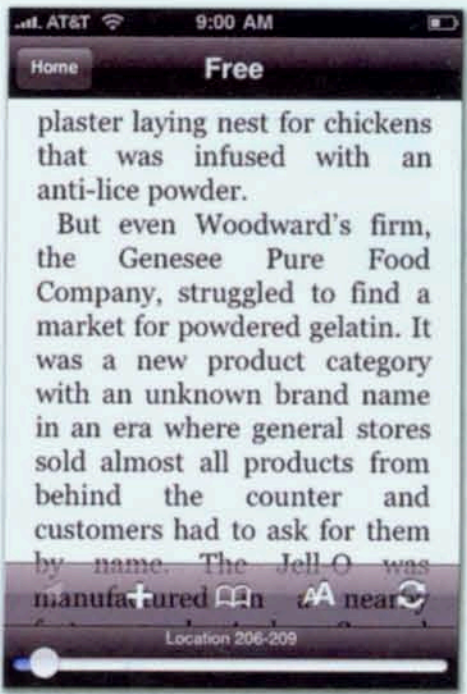 AT&T 9:00 AM
Home Free
plaster laying nest for chickens
that was infused with an
anti-lice powder.
But even Woodward's firm,
the Genesee Pure Food
Company, struggled to find a
market for powdered gelatin. It
was a new product category
with an unknown brand name
in an era where general stores
sold almost all products from
behind the counter and
customers had to ask for them
by name. The Jell-O was
manufactured in a nearby
AA
Location 206-209